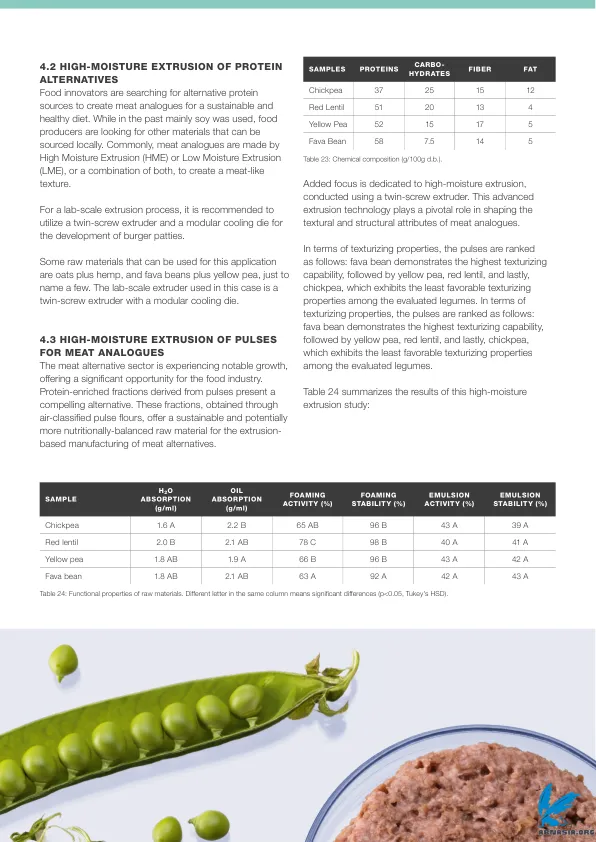 4.2 HIGH-MOISTURE EXTRUSION OF PROTEIN
ALTERNATIVES
Food innovators are searching for alternative protein
sources to create meat analogues for a sustainable and
healthy diet. While in the past mainly soy was used, food
producers are looking for other materials that can be
sourced locally. Commonly, meat analogues are made by
High Moisture Extrusion (HME) or Low Moisture Extrusion
(LME), or a combination of both, to create a meat-like
texture.
For a lab-scale extrusion process, it is recommended to
utilize a twin-screw extruder and a modular cooling die for
the development of burger patties.
Some raw materials that can be used for this application
are oats plus hemp, and fava beans plus yellow pea, just to
name a few. The lab-scale extruder used in this case is a
twin-screw extruder with a modular cooling die.
4.3 HIGH-MOISTURE EXTRUSION OF PULSES
FOR MEAT ANALOGUES
The meat alternative sector is experiencing notable growth,
offering a significant opportunity for the food industry.
Protein-enriched fractions derived from pulses present a
compelling alternative. These fractions, obtained through
air-classified pulse flours, offer a sustainable and potentially
more nutritionally-balanced raw material for the extrusion-
based manufacturing of meat alternatives.
SAMPLES PROTEINS CARBO-HYDRATES FIBER FAT
Chickpea 37 25 15 12
Red Lentil 51 20 13 4
Yellow Pea 52 15 17 5
Fava Bean 58 7.5 14 5
Table 23: Chemical composition (g/100g d.b.).
Added focus is dedicated to high-moisture extrusion,
conducted using a twin-screw extruder. This advanced
extrusion technology plays a pivotal role in shaping the
textural and structural attributes of meat analogues.
In terms of texturizing properties, the pulses are ranked
as follows: fava bean demonstrates the highest texturizing
capability, followed by yellow pea, red lentil, and lastly,
chickpea, which exhibits the least favorable texturizing
properties among the evaluated legumes. In terms of
texturizing properties, the pulses are ranked as follows:
fava bean demonstrates the highest texturizing capability,
followed by yellow pea, red lentil, and lastly, chickpea,
which exhibits the least favorable texturizing properties
among the evaluated legumes.
Table 24 summarizes the results of this high-moisture
extrusion study:
SAMPLE H₂O ABSORPTION (g/ml) OIL ABSORPTION (g/ml) FOAMING ACTIVITY (%) FOAMING STABILITY (%) EMULSION ACTIVITY (%) EMULSION STABILITY (%)
Chickpea 1.6 A 2.2 B 65 AB 96 B 43 A 39 A
Red lentil 2.0 B 2.1 AB 78 C 98 B 40 A 41 A
Yellow pea 1.8 AB 1.9 A 66 B 96 B 43 A 42 A
Fava bean 1.8 AB 2.1 AB 63 A 92 A 42 A 43 A
Table 24: Functional properties of raw materials. Different letter in the same column means significant differences (p<0.05, Tukey's HSD).